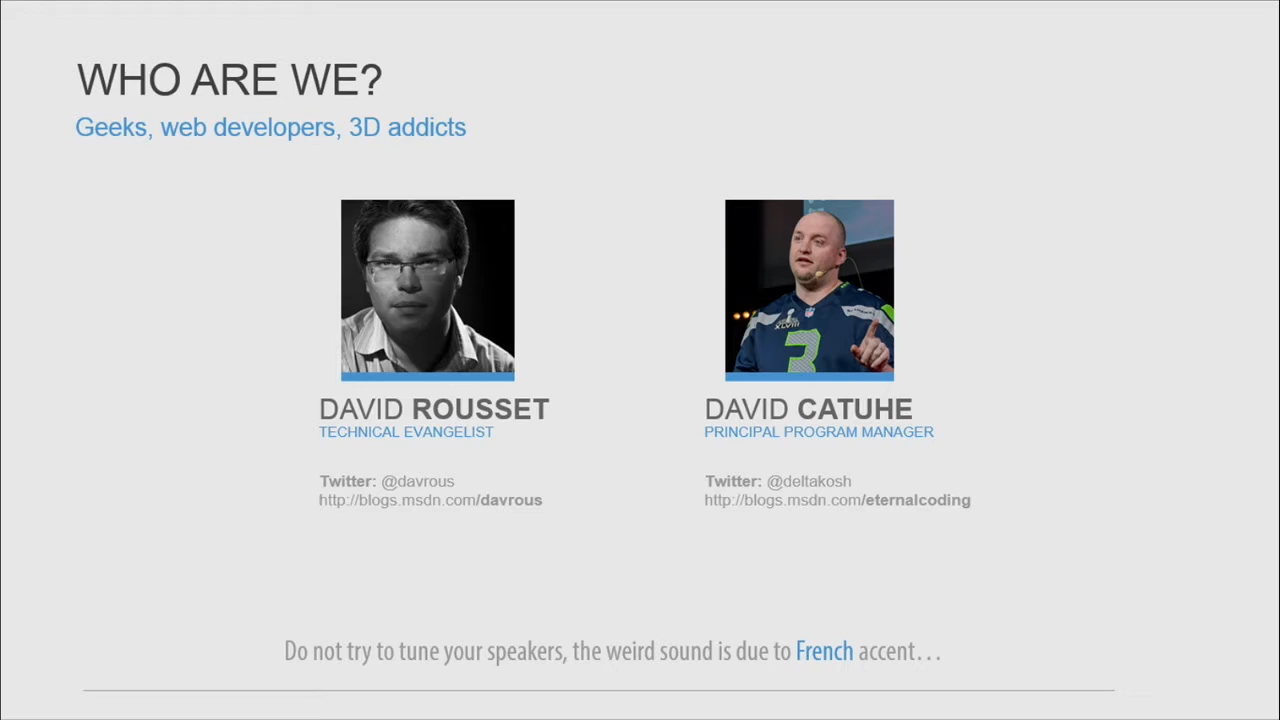 WHO ARE WE?
Geeks, web developers, 3D addicts
3
DAVID ROUSSET
TECHNICAL EVANGELIST
Twitter: @davrous
http://blogs.msdn.com/davrous
DAVID CATUHE
PRINCIPAL PROGRAM MANAGER
Twitter: @deltakosh
http://blogs.msdn.com/eternalcoding
Do not try to tune your speakers, the weird sound is due to French accent…